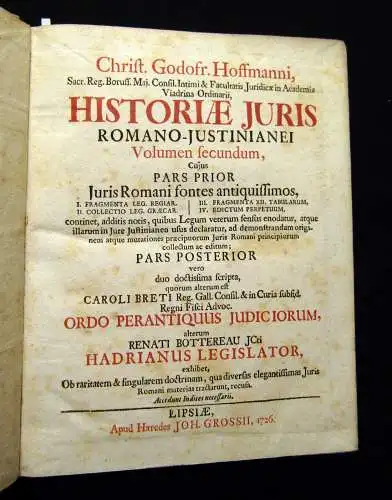 Christ. Godofr. Hoffmanni,
Sacr. Reg. Boruss. Maj. Consil. Intimi & Facultatis Juridicæ in Academia
Viadrina Ordinarii,
HISTORIÆ JURIS
ROMANO-JUSTINIANEI
Volumen secundum,
Cujus
PARS PRIOR
Juris Romani fontes antiquissimos,
I. FRAGMENTA LEG. REGIAR. III. FRAGMENTA XII. TABULARUM,
II. COLLECTIO LEG. GRÆCAR. IV. EDICTUM PERPETUUM,
continet, additis notis, quibus Legum veterum sensus enodatur, atque
illarum in Jure Justinianeo usus declaratur, ad demonstrandum origi-
nem atque mutationes præcipuorum Juris Romani principiorum
collectum ac editum;
PARS POSTERIOR
vero
duo doctissima scripta,
quorum alterum est
CAROLI BRETI Reg. Gall. Consil. & in Curia subsid.
Regni Fisci Advoc.
ORDO PERANTIQUUS JUDICIORUM,
alterum
RENATI BOTTEREAU JCti
HADRIANUS LEGISLATOR,
exhibet,
Ob raritatem & singularem doctrinam, qua diversas elegantissimas Juris
Romani materias tractarunt, recusa.
Accedunt Indices necessarii.
LIPSIÆ,
Apud Hæredes JOH. GROSSII, 1726.